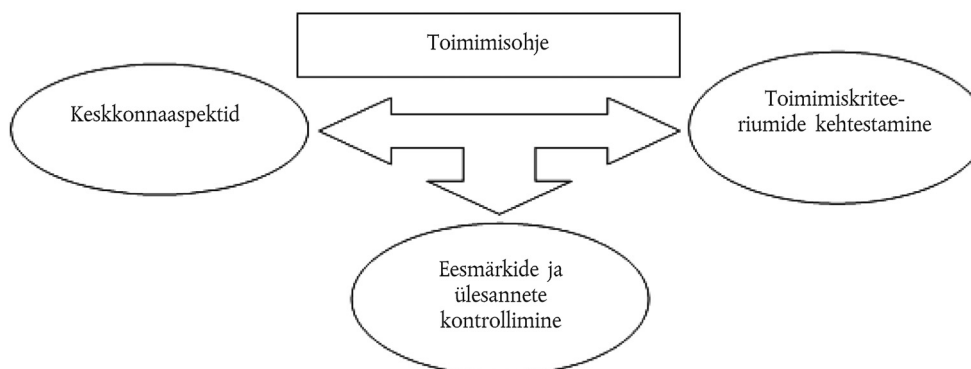 Toimimisohje
Keskkonnaaspektid
Toimimiskritee-
riumide kehtestamine
Eesmärkide ja
ülesannete
kontrollimine